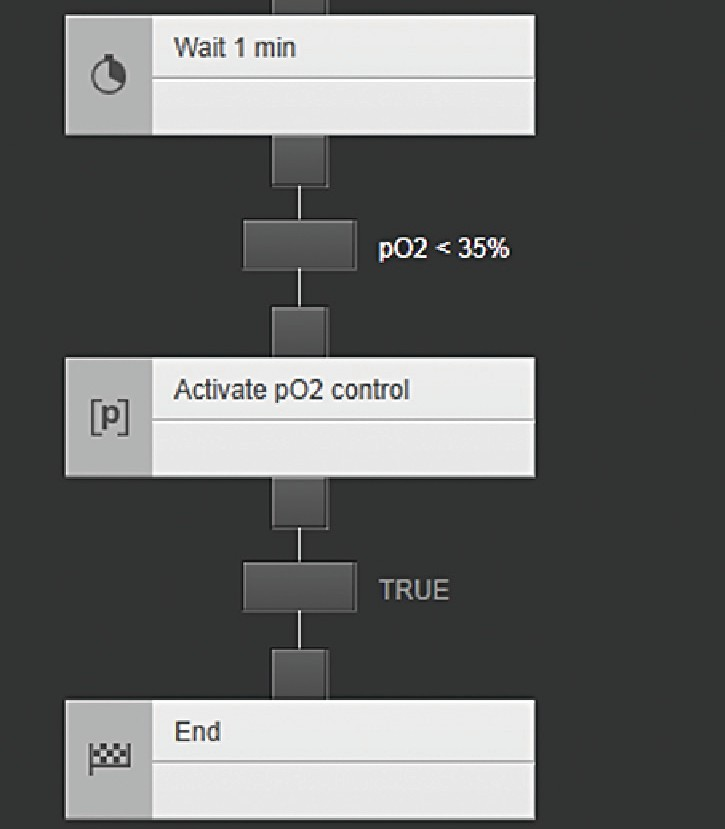 Wait 1 min
pO2 < 35%
[p]
Activate pO2 control
TRUE
End